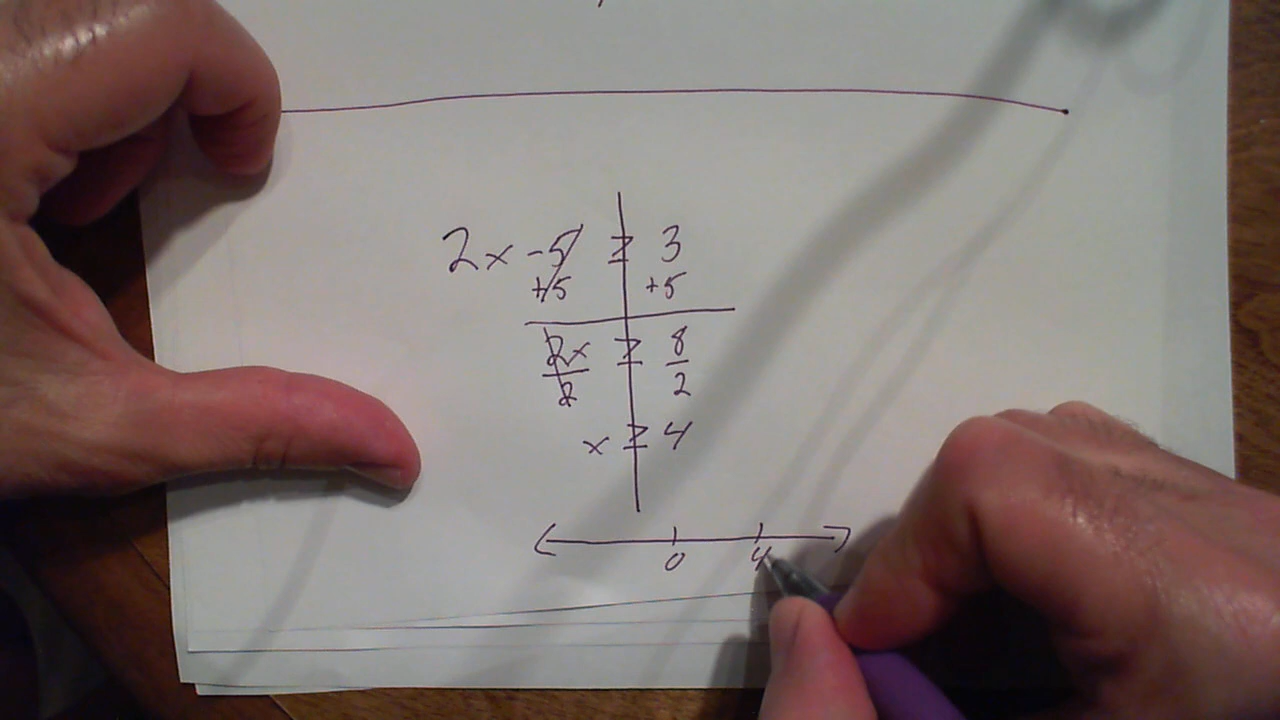 2x -5 ≥ 3
+5 +5
2x ≥ 8
2 2
x ≥ 4
0 4